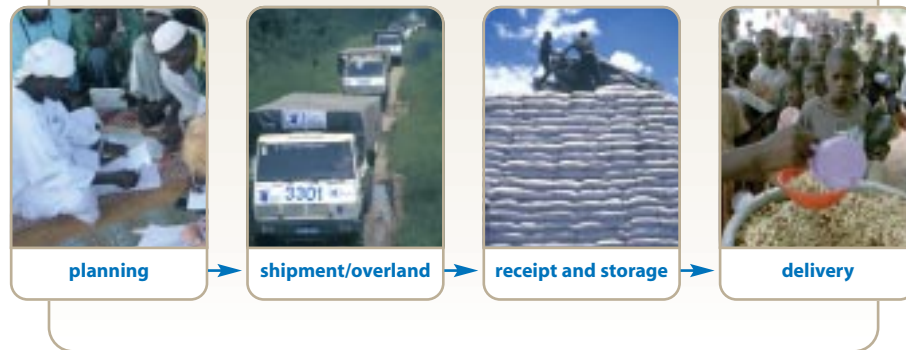 3301
planning
shipment/overland
receipt and storage
delivery